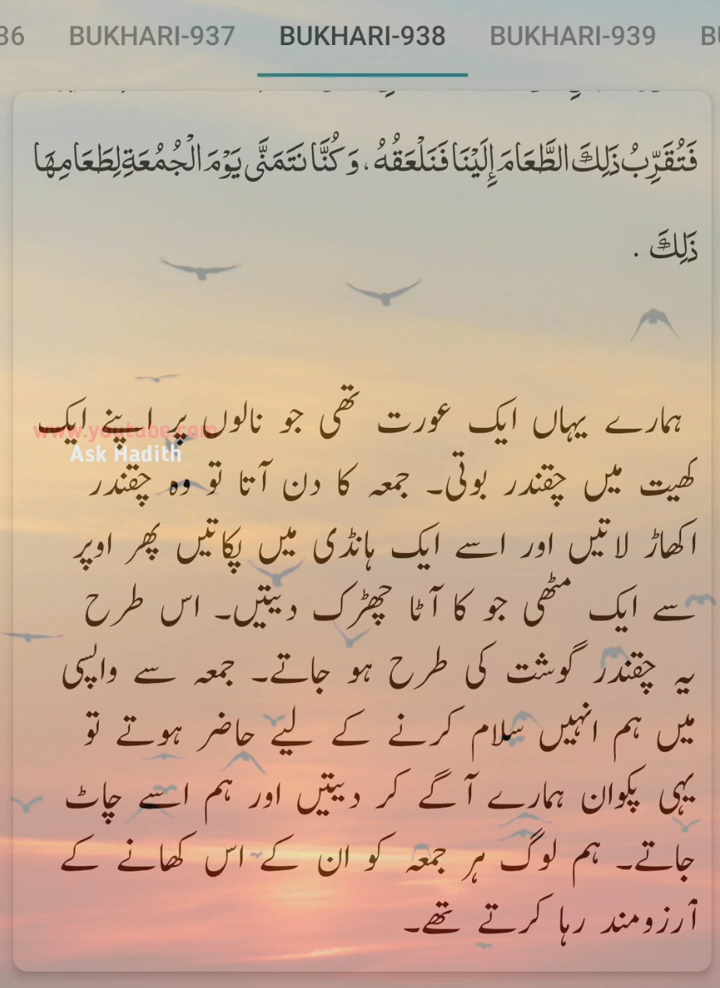 36 BUKHARI-937 BUKHARI-938 BUKHARI-939 B
فَتُقَرِّبُ ذَلِكَ الطَّعَامَ إِلَيْنَا فَنَلْعَقُهُ ، وَكُنَّا نَتَمَنَّى يَوْمَ الْجُمُعَةِ لِطَعَامِهَا
ذَلِكَ .
ہمارے یہاں ایک عورت تھی جو نالوں پر اپنے ایک
www.youtube.com
Ask Hadith
کھیت میں چقندر بوتی۔ جمعہ کا دن آتا تو وہ چقندر
اکھاڑ لاتیں اور اسے ایک ہانڈی میں پکاتیں پھر اوپر
سے ایک مٹھی جو کا آٹا چھڑک دیتیں۔ اس طرح
یہ چقندر گوشت کی طرح ہو جاتے۔ جمعہ سے واپسی
میں ہم انہیں سلام کرنے کے لیے حاضر ہوتے تو
یہی پکوان ہمارے آگے کر دیتیں اور ہم اسے چاٹ
جاتے۔ ہم لوگ ہر جمعہ کو ان کے اس کھانے کے
آرزومند رہا کرتے تھے۔